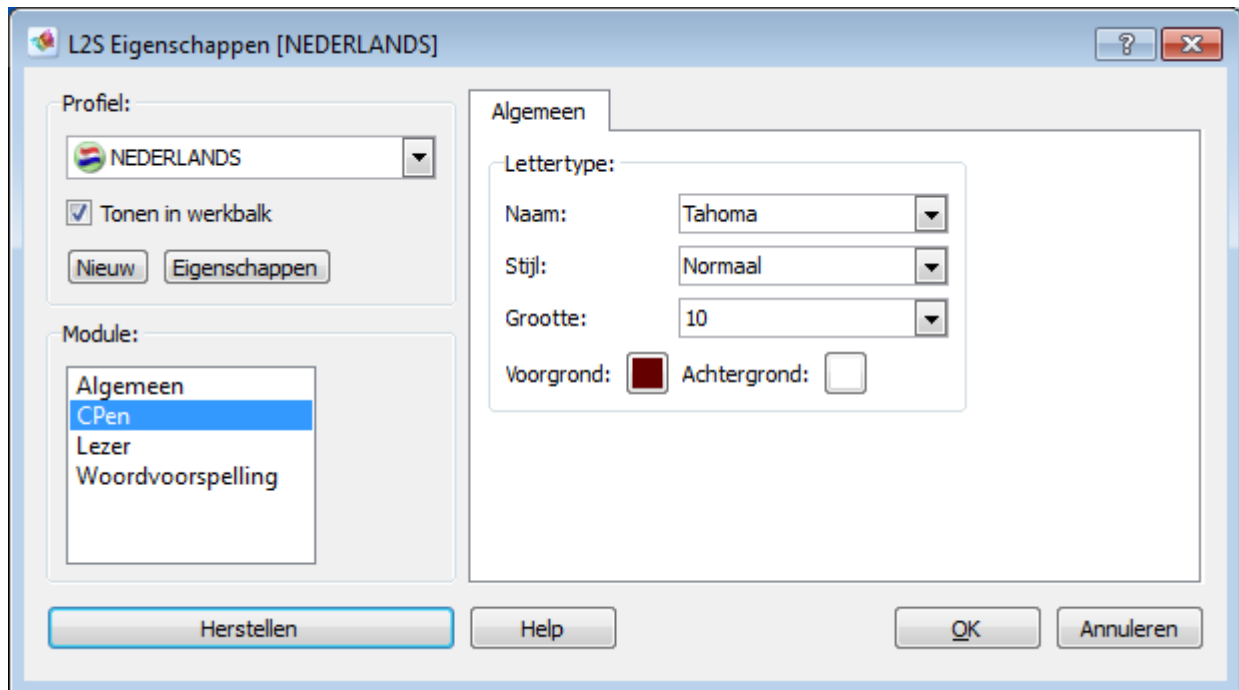 L2S Eigenschappen [NEDERLANDS]
?
Profiel:
NEDERLANDS
Tonen in werkbalk
Nieuw Eigenschappen
Module:
Algemeen
CPen
Lezer
Woordvoorspelling
Algemeen
Lettertype:
Naam: Tahoma
Stijl: Normaal
Grootte: 10
Voorgrond: Achtergrond:
Herstellen Help OK Annuleren